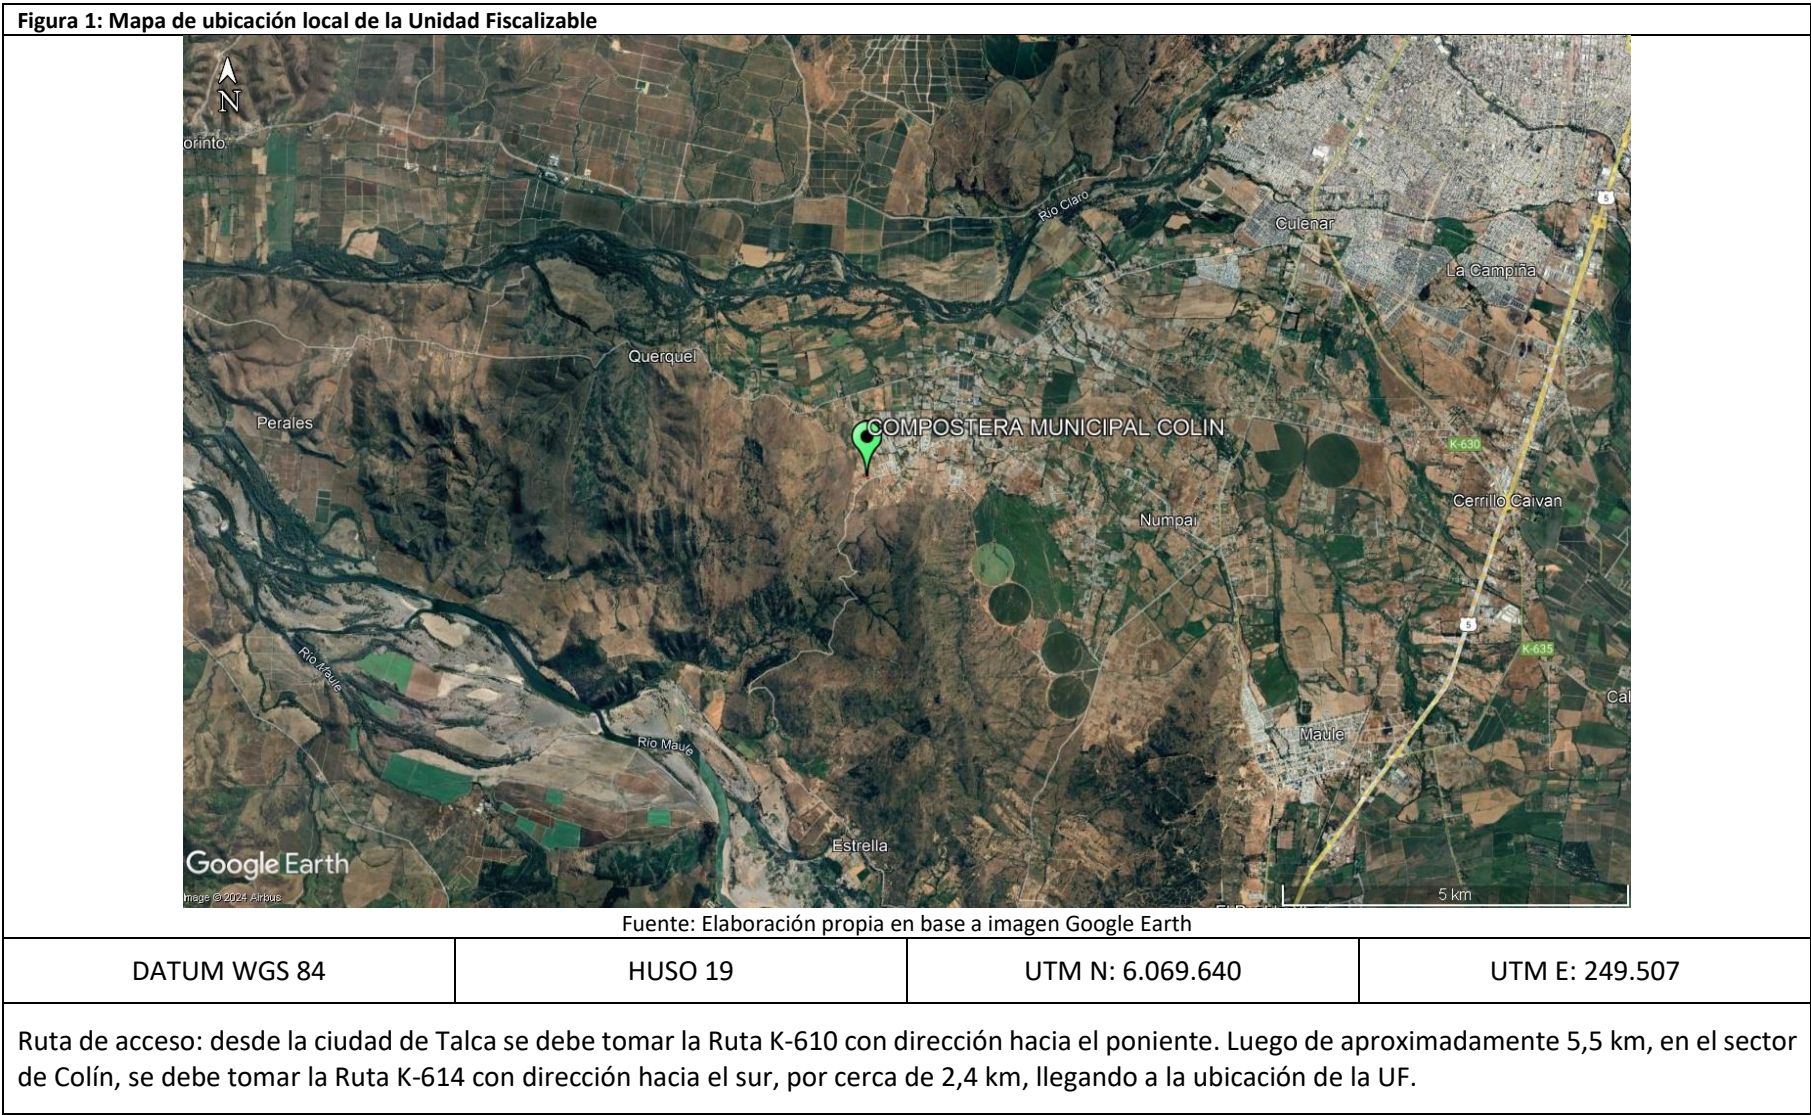 Figura 1: Mapa de ubicación local de la Unidad Fiscalizable
N
orinto.
Río Claro
5
Culenar
La Campiña
Querquel
Perales
COMPOSTERA MUNICIPAL COLIN
K-630
Cerrillo Caivan
Numpai
5
K-635
Río Maule
Cal
Río Maule
Maule
Estrella
Google Earth
Image © 2024 Airbus
5 km
Fuente: Elaboración propia en base a imagen Google Earth
DATUM WGS 84
HUSO 19
UTM N: 6.069.640
UTM E: 249.507
Ruta de acceso: desde la ciudad de Talca se debe tomar la Ruta K-610 con dirección hacia el poniente. Luego de aproximadamente 5,5 km, en el sector
de Colín, se debe tomar la Ruta K-614 con dirección hacia el sur, por cerca de 2,4 km, llegando a la ubicación de la UF.